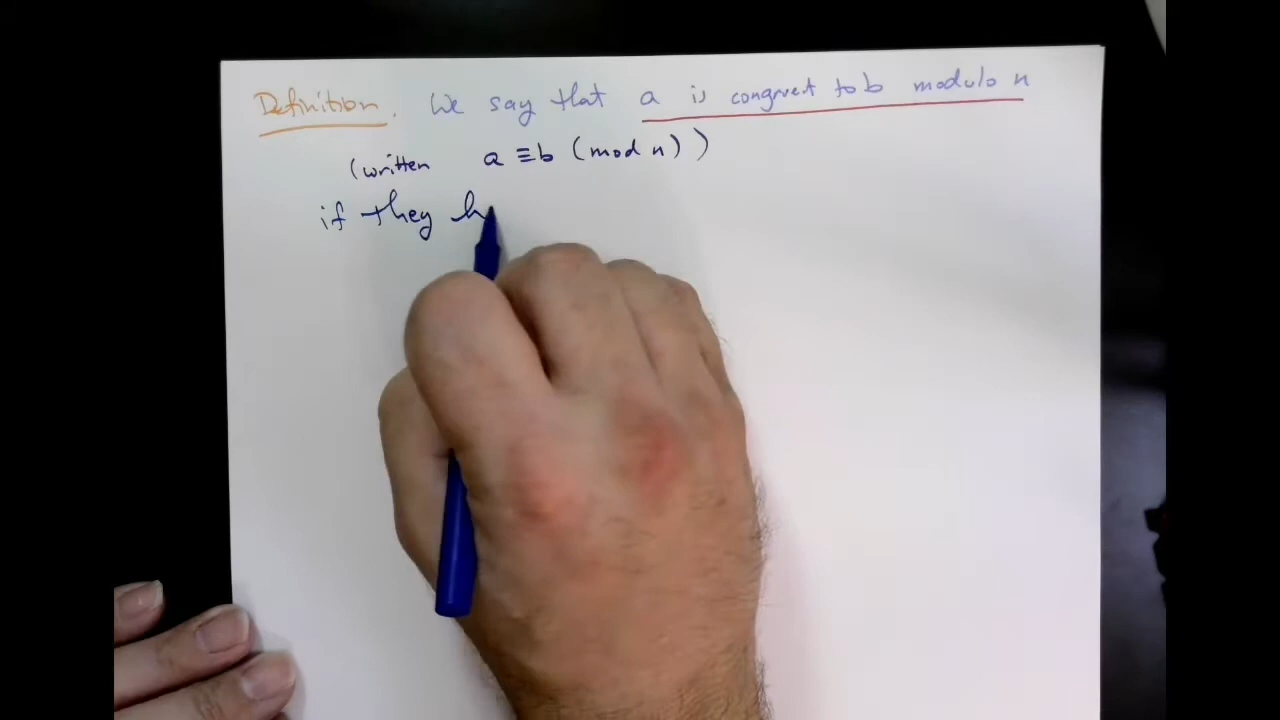 Definition. We say that a is congruent to b modulo n
(written a ≡ b (mod n))
if they h